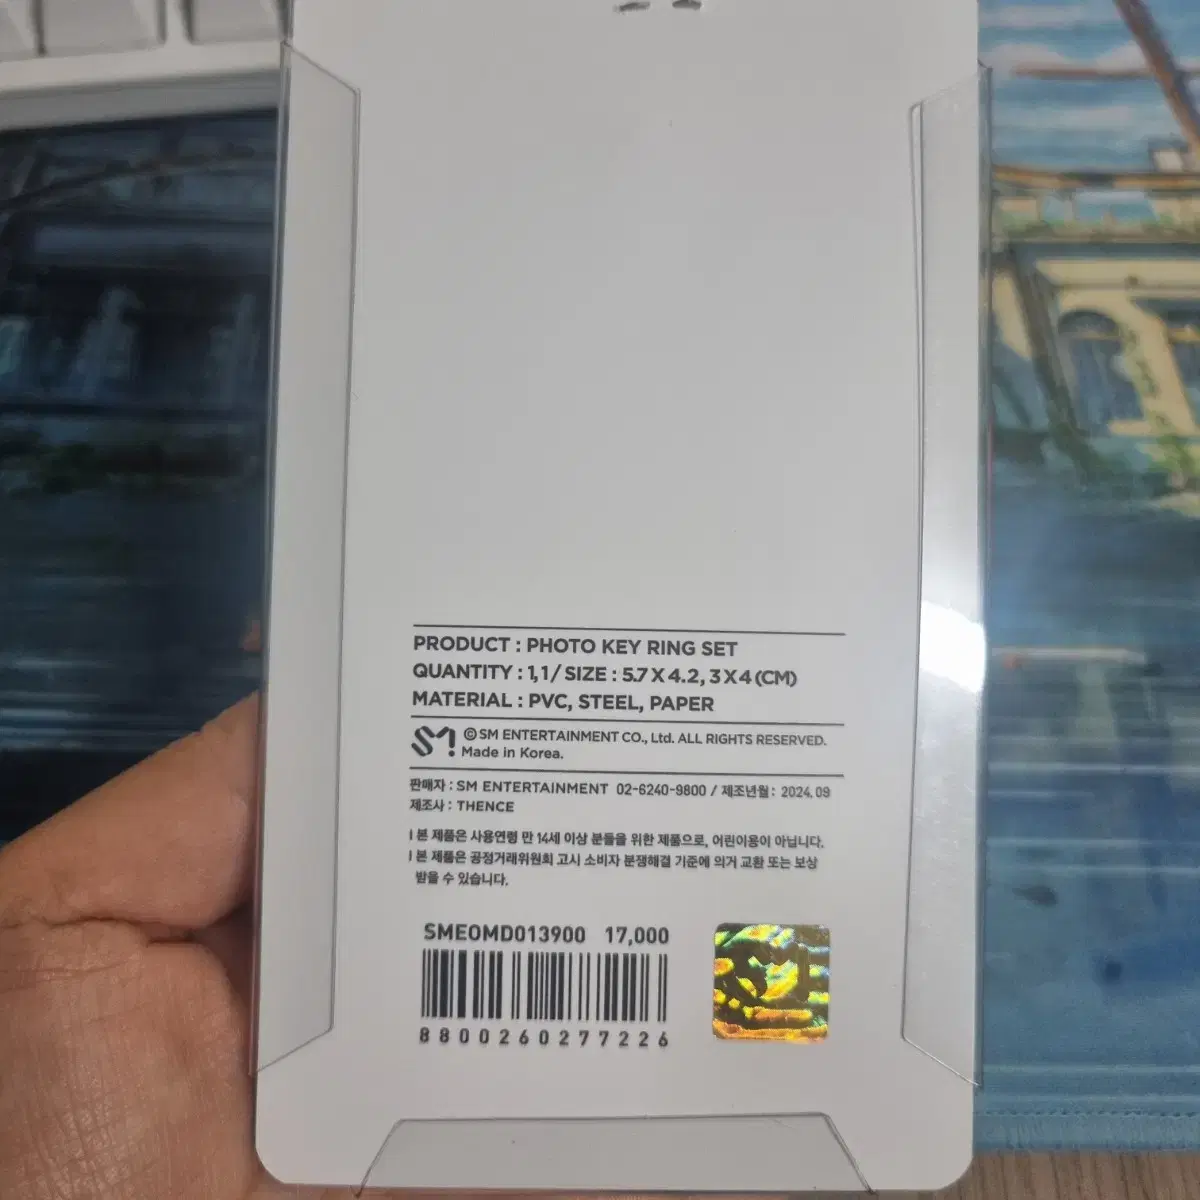 PRODUCT : PHOTO KEY RING SET
QUANTITY : 1,1 / SIZE : 5.7 X 4.2, 3 X 4 (CM)
MATERIAL : PVC, STEEL, PAPER
SM
© SM ENTERTAINMENT CO., Ltd. ALL RIGHTS RESERVED.
Made in Korea.
판매자 : SM ENTERTAINMENT 02-6240-9800 / 제조년월 : 2024.09
제조사 : THENCE
I 본 제품은 사용연령 만 14세 이상 분들을 위한 제품으로, 어린이용이 아닙니다.
I 본 제품은 공정거래위원회 고시 소비자 분쟁해결 기준에 의거 교환 또는 보상
받을 수 있습니다.
SMEOMD013900 17,000
8800260277226
SM